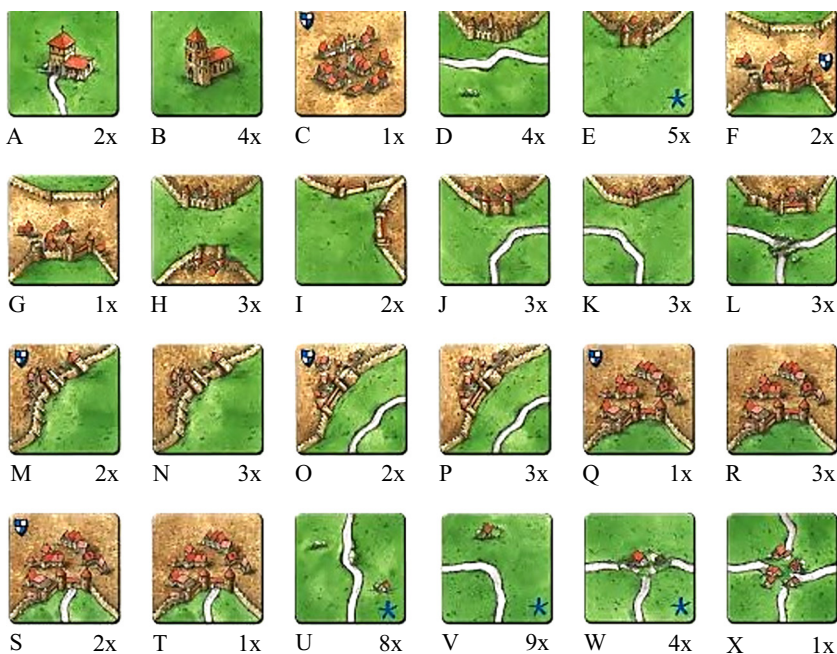 A 2x B 4x C 1x D 4x E 5x F 2x
G 1x H 3x I 2x J 3x K 3x L 3x
M 2x N 3x O 2x P 3x Q 1x R 3x
S 2x T 1x U 8x V 9x W 4x X 1x